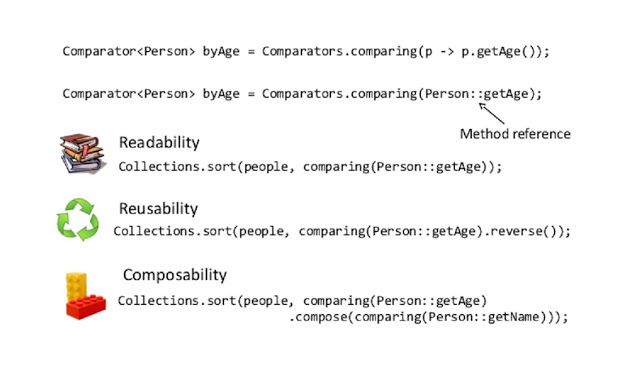 Comparator<Person> byAge = Comparators.comparing(p -> p.getAge());
Comparator<Person> byAge = Comparators.comparing(Person::getAge);
Method reference
Readability
Collections.sort(people, comparing(Person::getAge));
Reusability
Collections.sort(people, comparing(Person::getAge).reverse());
Composability
Collections.sort(people, comparing(Person::getAge)
.compose(comparing(Person::getName)));